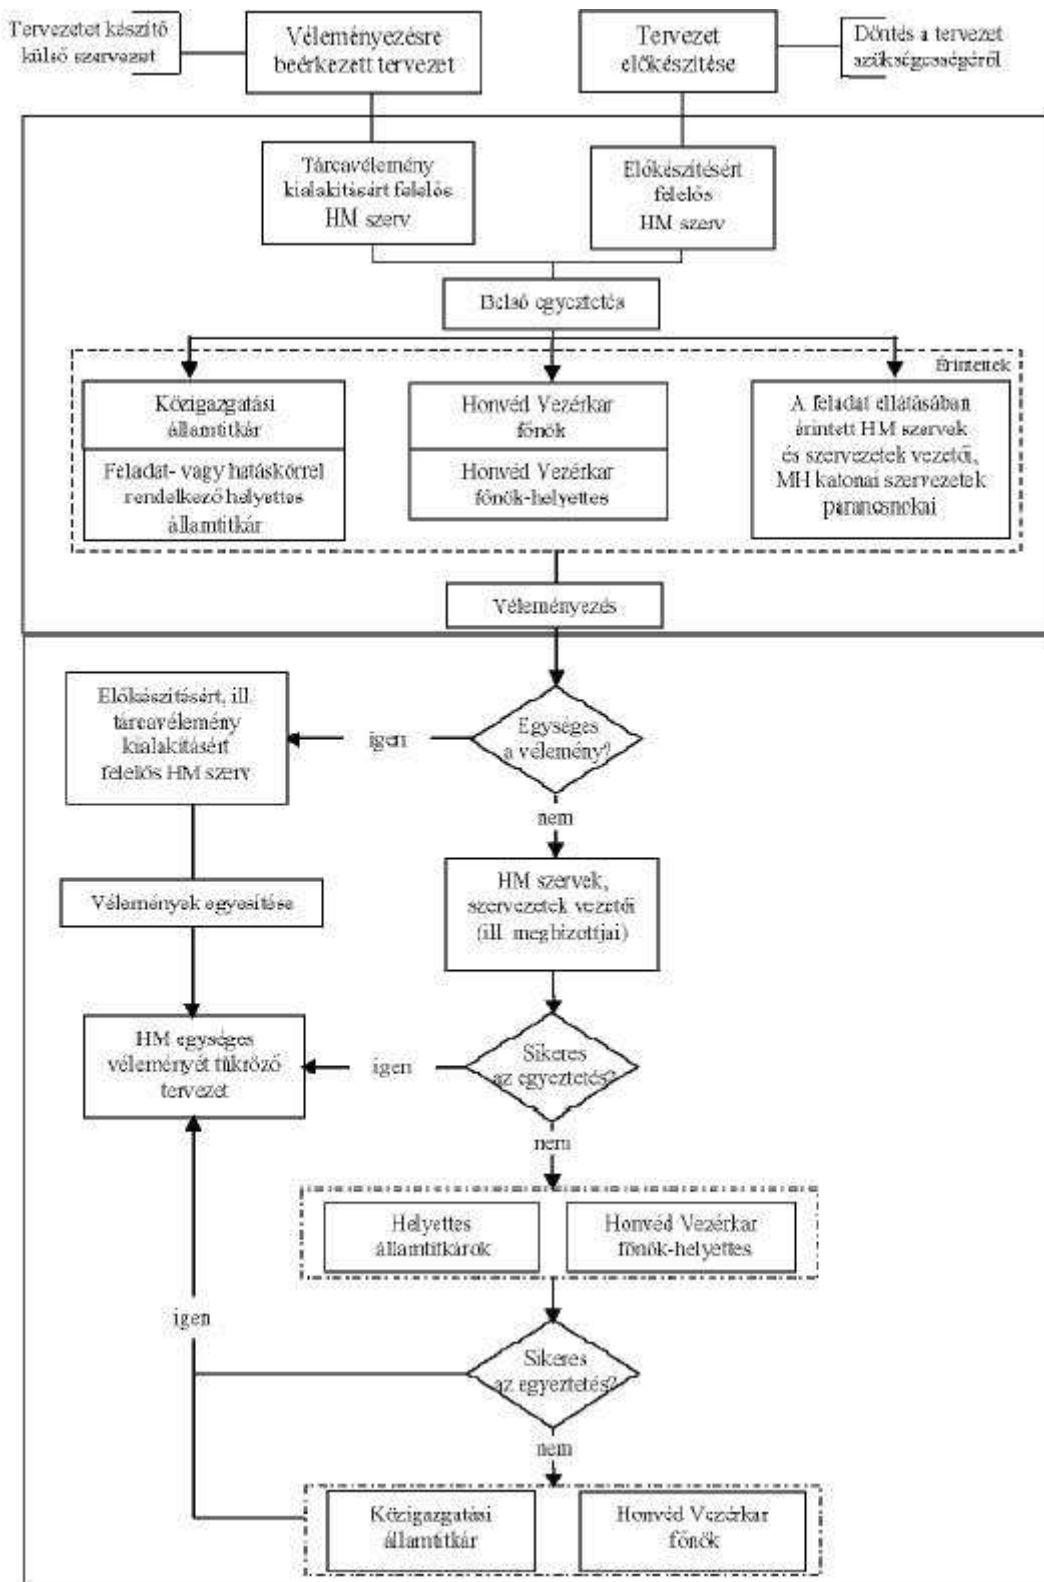 Tervezetet készítő
külső szervezet
Véleményezésre
beérkezett tervezet
Tervezet
előkészítése
Döntés a tervezet
szükségességéről
Tárcavélemény
kialakításért felelős
HM szerv
Előkészítésért
felelős
HM szerv
Belső egyeztetés
Érintettek
Közigazgatási
államtitkár
Feladat- vagy hatáskörrel
rendelkező helyettes
államtitkár
Honvéd Vezérkar
főnök
Honvéd Vezérkar
főnök-helyettes
A feladat ellátásában
érintett HM szervek
és szervezetek vezetői,
MH katonai szervezetek
parancsnokai
Véleményezés
Egységes
a vélemény?
igen
Előkészítésért, ill.
tárcavélemény
kialakításért
felelős HM szerv
nem
Vélemények egyesítése
HM szervek,
szervezetek vezetői
(ill. megbízottjai)
HM egységes
véleményét tükröző
tervezet
igen
Sikeres
az egyeztetés?
nem
Helyettes
államtitkárok
Honvéd Vezérkar
főnök-helyettes
igen
Sikeres
az egyeztetés?
nem
Közigazgatási
államtitkár
Honvéd Vezérkar
főnök